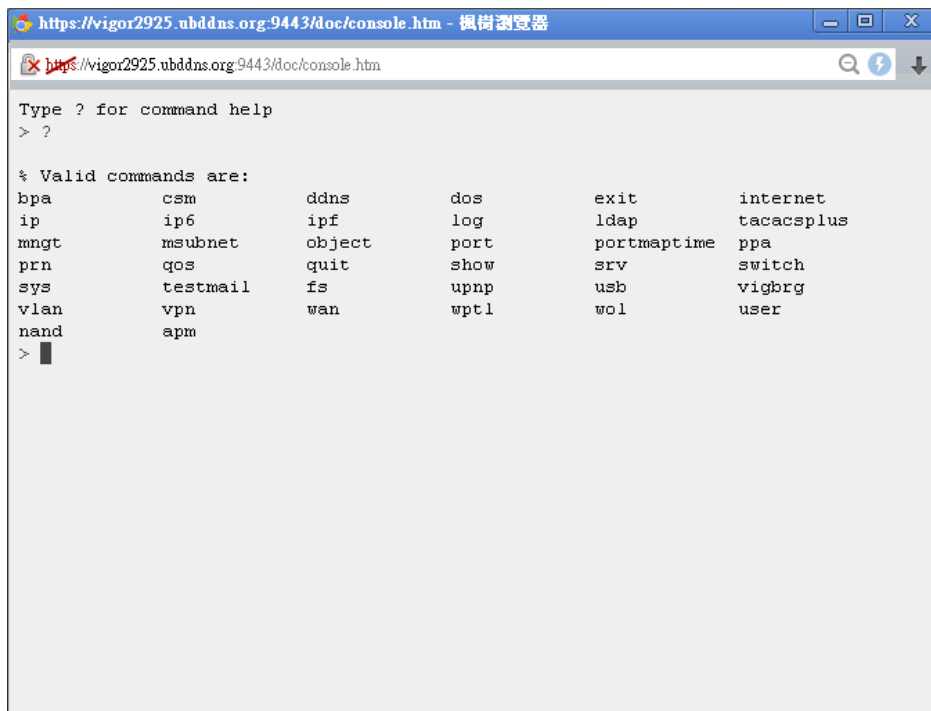 https://vigor2925.ubddns.org:9443/doc/console.htm - 楓樹瀏覽器
https://vigor2925.ubddns.org:9443/doc/console.htm
Type ? for command help
> ?
% Valid commands are:
bpa csm ddns dos exit internet
ip ip6 ipf log ldap tacacsplus
mngt msubnet object port portmaptime ppa
prn qos quit show srv switch
sys testmail fs upnp usb vigbrg
vlan vpn wan wptl wol user
nand apm
>